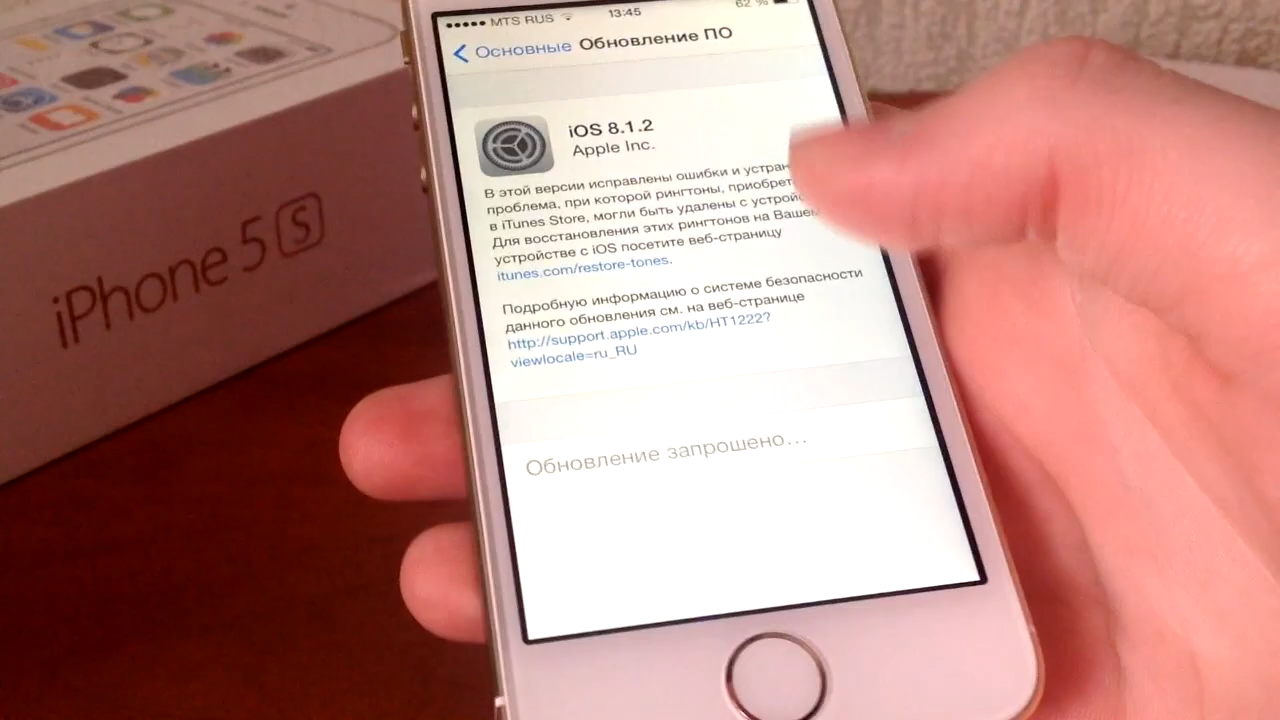 MTS RUS 13:45 62 %
Основные Обновление ПО
iOS 8.1.2
Apple Inc.
В этой версии исправлены ошибки и
проблема, при которой рингтоны,
в iTunes Store, могли быть удалены с
Для восстановления этих рингтонов на Вашем
устройстве с iOS посетите веб-страницу
itunes.com/restore-tones.
Подробную информацию о системе безопасности
данного обновления см. на веб-странице
http://support.apple.com/kb/HT1222?
viewlocale=ru_RU
Обновление запрошено...
iPhone 5S